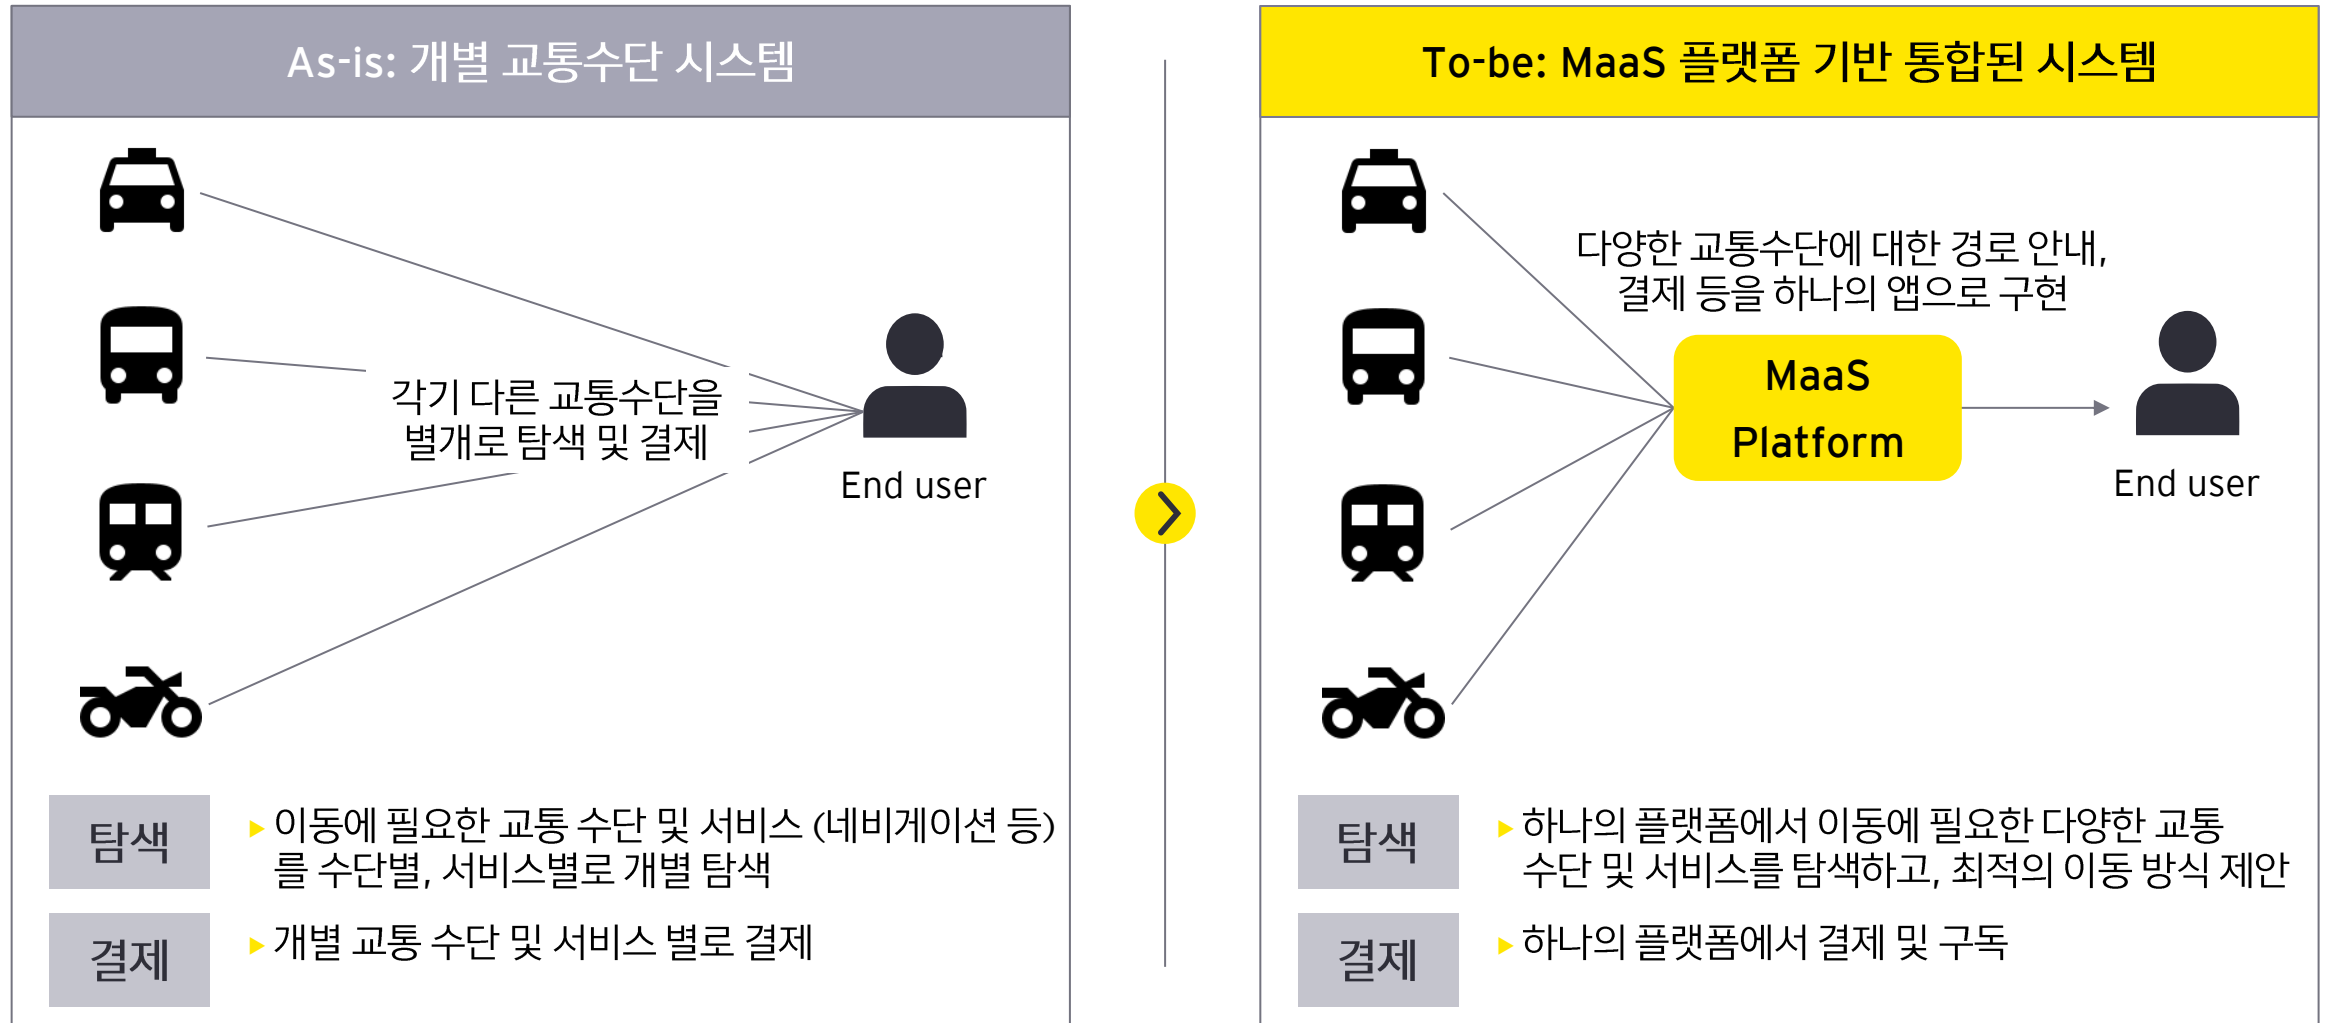 As-is: 개별 교통수단 시스템
각기 다른 교통수단을
별개로 탐색 및 결제
End user
탐색
이동에 필요한 교통 수단 및 서비스 (네비게이션 등)
를 수단별, 서비스별로 개별 탐색
결제
개별 교통 수단 및 서비스 별로 결제
To-be: MaaS 플랫폼 기반 통합된 시스템
다양한 교통수단에 대한 경로 안내,
결제 등을 하나의 앱으로 구현
MaaS
Platform
End user
탐색
하나의 플랫폼에서 이동에 필요한 다양한 교통
수단 및 서비스를 탐색하고, 최적의 이동 방식 제안
결제
하나의 플랫폼에서 결제 및 구독